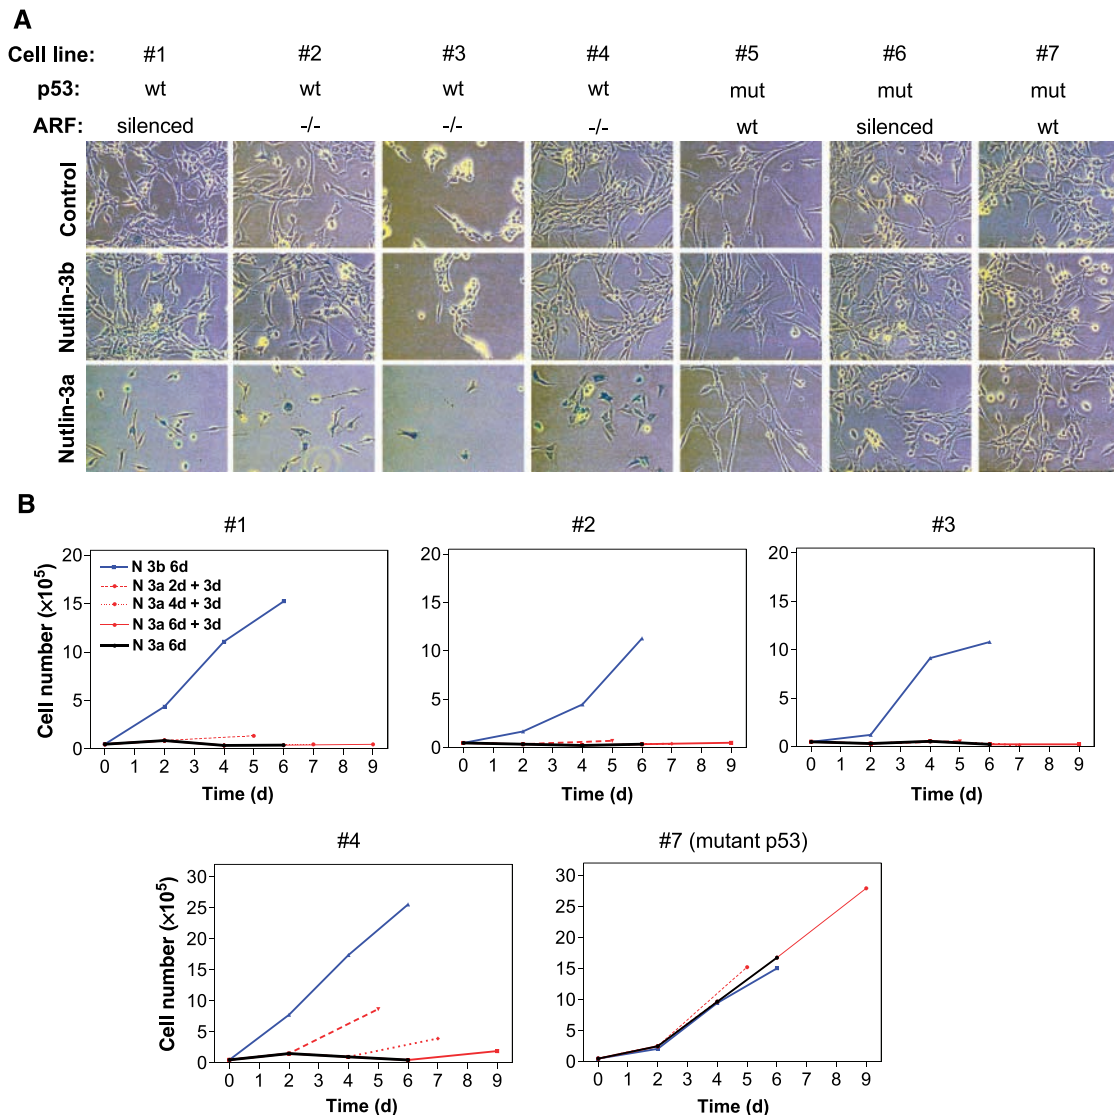 A
Cell line: #1 #2 #3 #4 #5 #6 #7
p53: wt wt wt wt mut mut mut
ARF: silenced -/- -/- -/- wt silenced wt
Control
Nutlin-3b
Nutlin-3a
B
#1
Cell number (×10⁵)
20
15
10
5
0
N 3b 6d
N 3a 2d + 3d
N 3a 4d + 3d
N 3a 6d + 3d
N 3a 6d
0 1 2 3 4 5 6 7 8 9
Time (d)
#2
20
15
10
5
0
0 1 2 3 4 5 6 7 8 9
Time (d)
#3
20
15
10
5
0
0 1 2 3 4 5 6 7 8 9
Time (d)
#4
Cell number (×10⁵)
30
25
20
15
10
5
0
0 1 2 3 4 5 6 7 8 9
Time (d)
#7 (mutant p53)
30
25
20
15
10
5
0
0 1 2 3 4 5 6 7 8 9
Time (d)